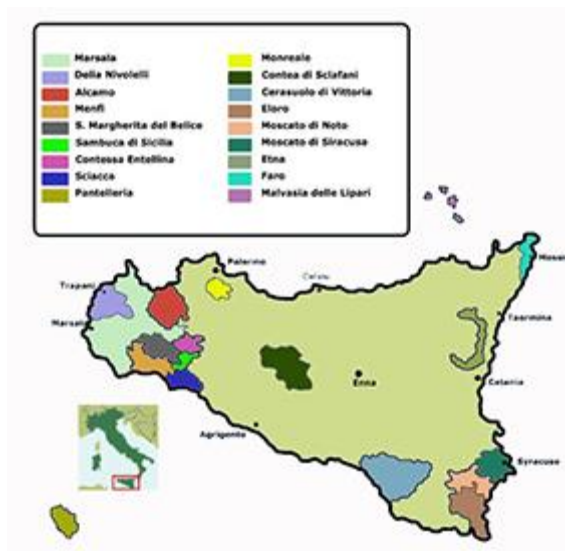 Marsala
Delia Nivolelli
Alcamo
Menfi
S. Margherita del Belice
Sambuca di Sicilia
Contessa Entellina
Sciacca
Pantelleria
Monreale
Contea di Sclafani
Cerasuolo di Vittoria
Eloro
Moscato di Noto
Moscato di Siracusa
Etna
Faro
Malvasia delle Lipari
Palermo
Cefalu
Trapani
Marsala
Taormina
Enna
Catania
Agrigento
Syracuse